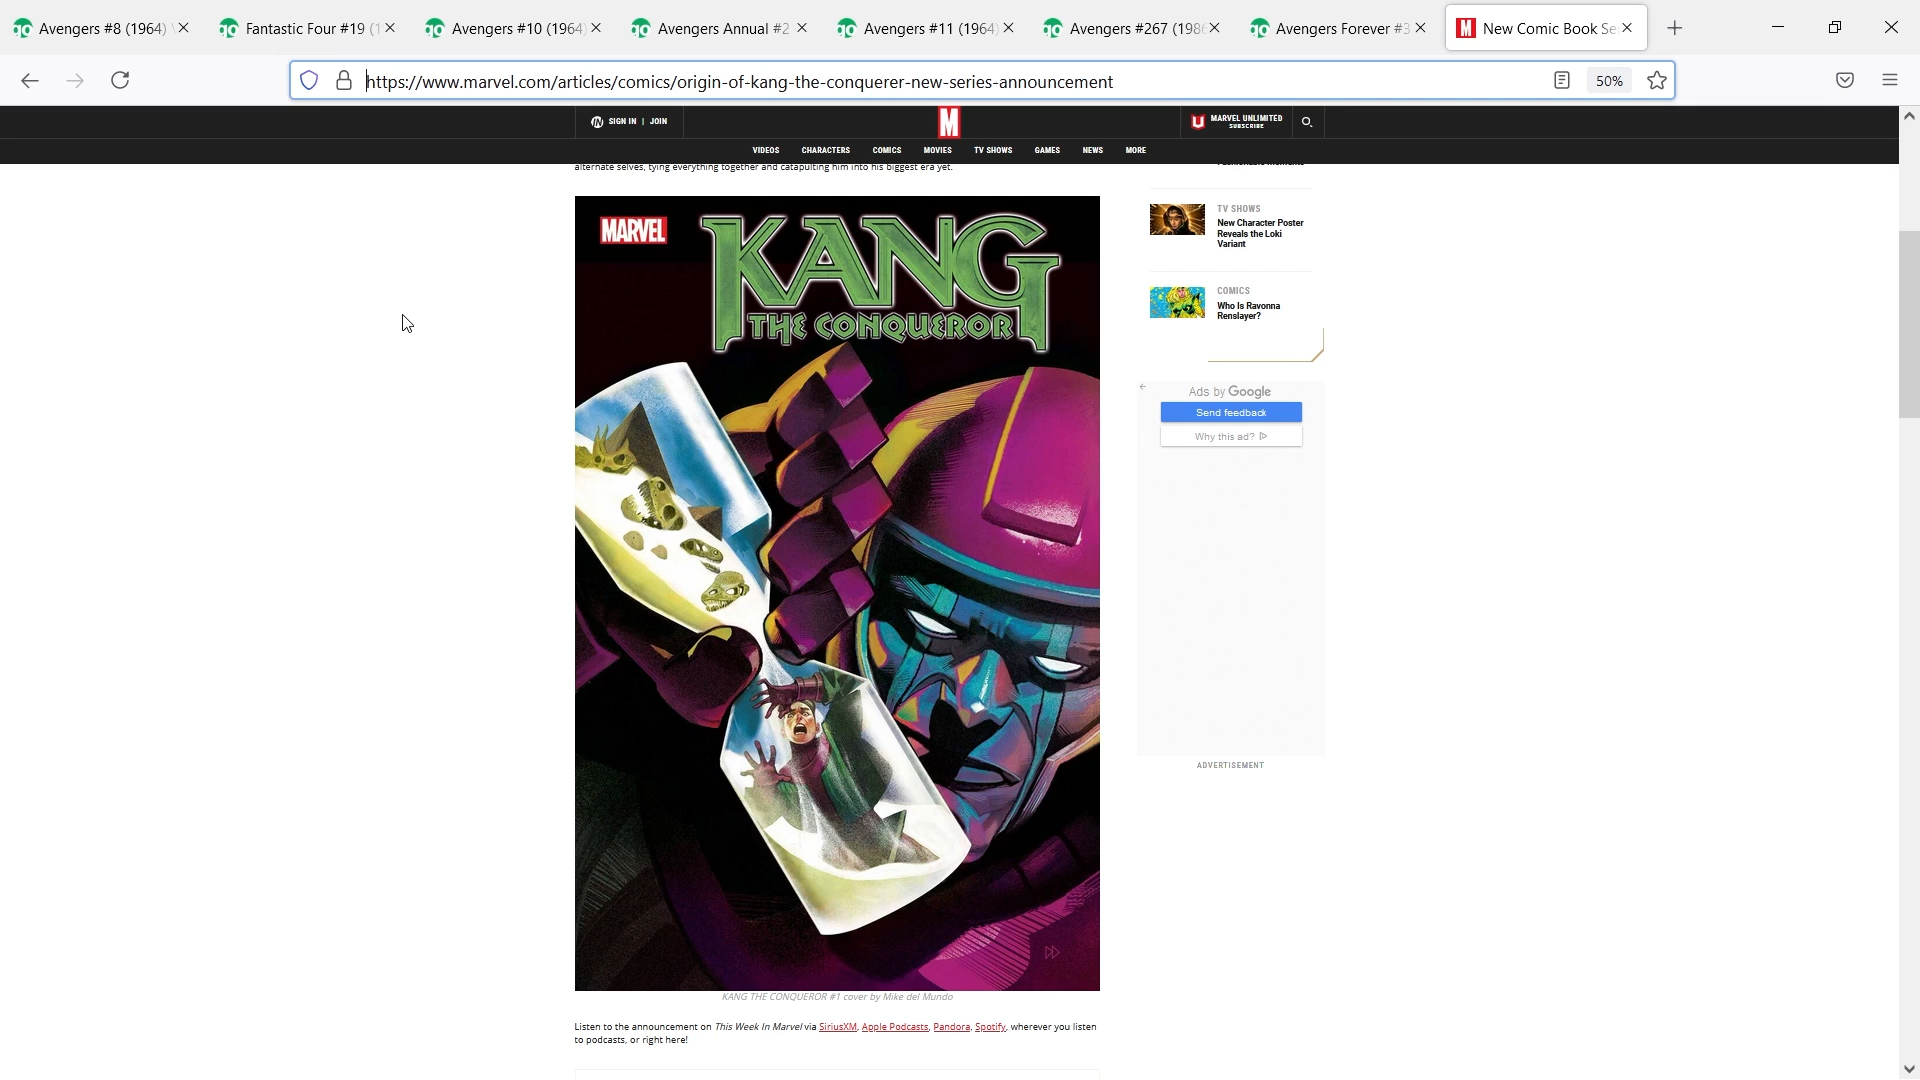 Avengers #8 (1964)
Fantastic Four #19 (1
Avengers #10 (1964)
Avengers Annual #2
Avengers #11 (1964)
Avengers #267 (1986
Avengers Forever #3
New Comic Book Se
https://www.marvel.com/articles/comics/origin-of-kang-the-conquerer-new-series-announcement
50%
SIGN IN | JOIN
MARVEL UNLIMITED
SUBSCRIBE
VIDEOS CHARACTERS COMICS MOVIES TV SHOWS GAMES NEWS MORE
alternate selves, tying everything together and catapulting him into his biggest era yet.
MARVEL
KANG
THE CONQUEROR
KANG THE CONQUEROR #1 cover by Mike del Mundo
Listen to the announcement on This Week In Marvel via SiriusXM, Apple Podcasts, Pandora, Spotify, wherever you listen
to podcasts, or right here!
TV SHOWS
New Character Poster
Reveals the Loki
Variant
COMICS
Who Is Ravonna
Renslayer?
Ads by Google
Send feedback
Why this ad?
ADVERTISEMENT